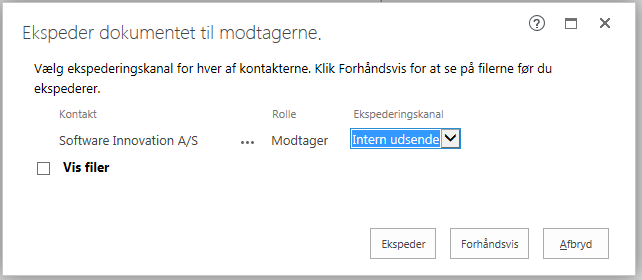 Ekspeder dokumentet til modtagerne.
Vælg ekspederingskanal for hver af kontakterne. Klik Forhåndsvis for at se på filerne før du
ekspederer.
Kontakt Rolle Ekspederingskanal
Software Innovation A/S ... Modtager Intern udsende
Vis filer
Ekspeder Forhåndsvis Afbryd